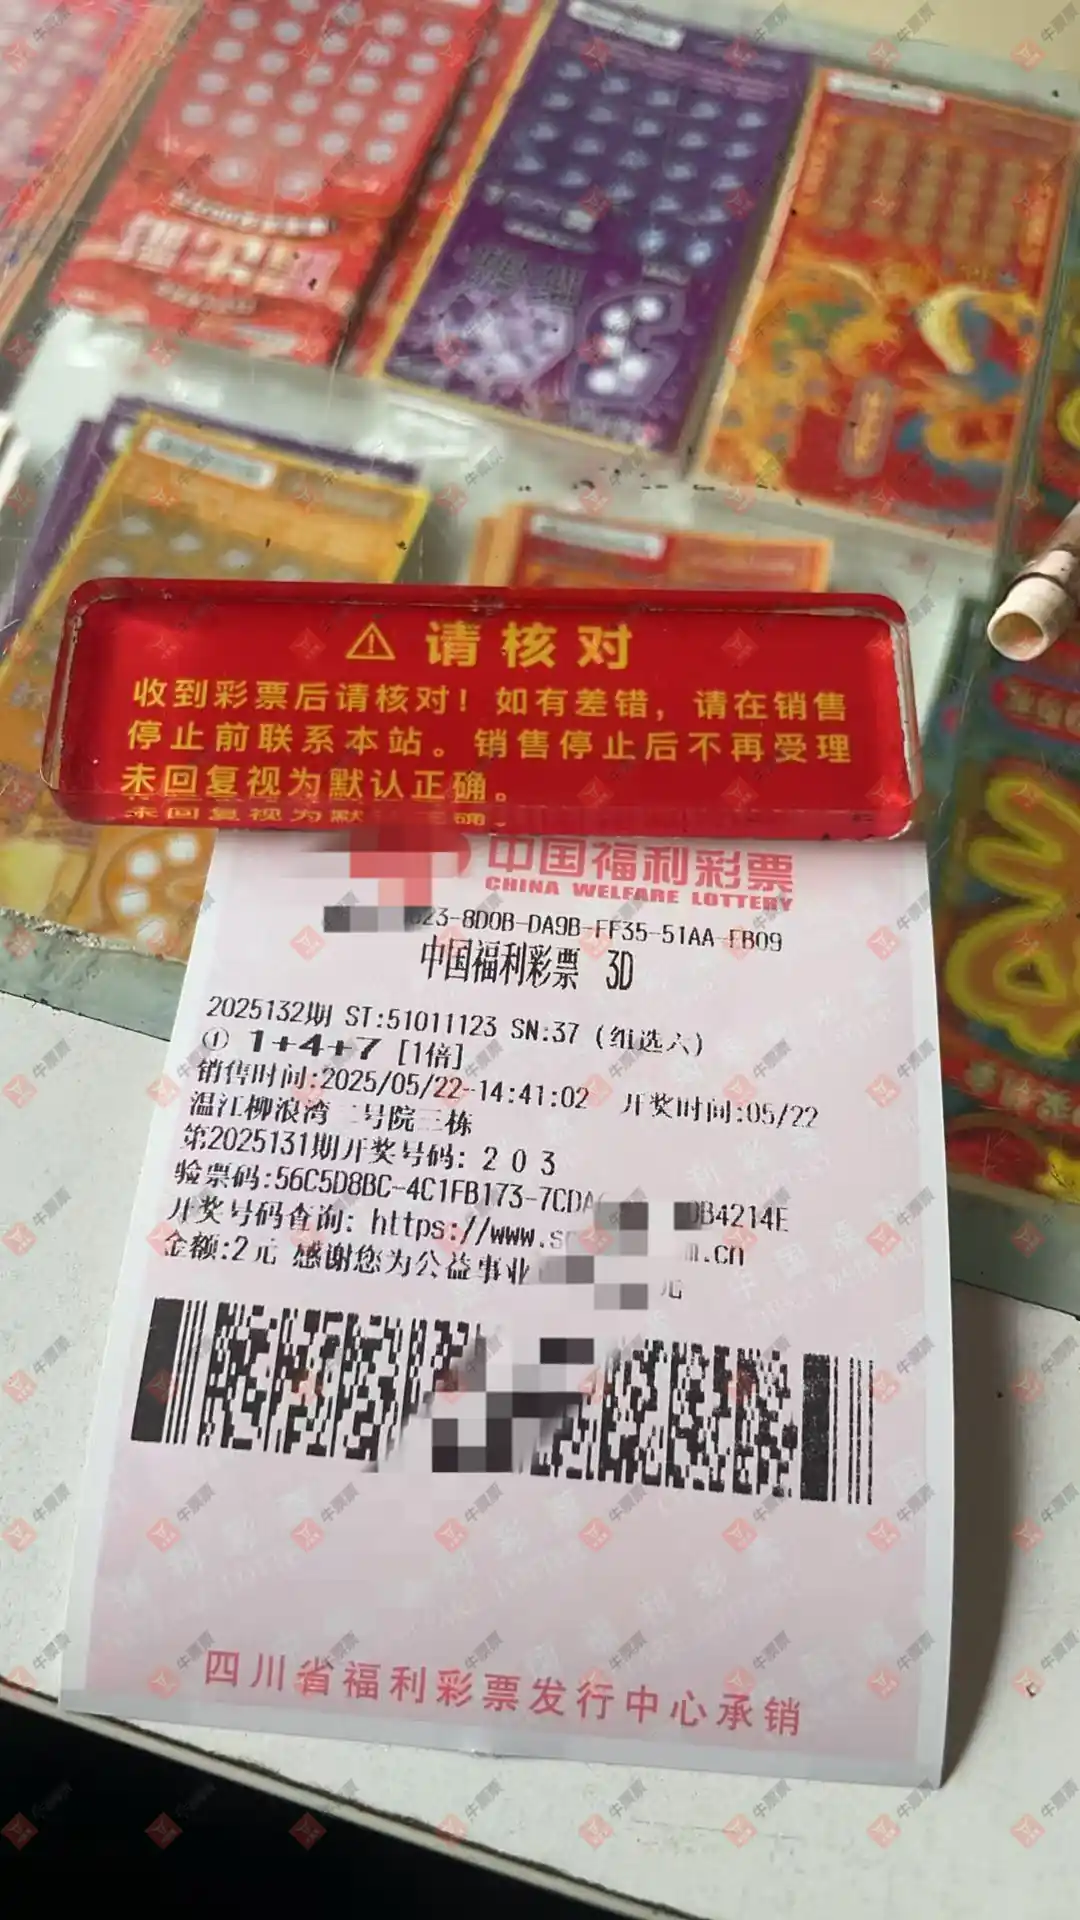 ⚠ 请核对
收到彩票后请核对！如有差错，请在销售
停止前联系本站。销售停止后不再受理
未回复视为默认正确。
中国福利彩票
CHINA WELFARE LOTTERY
023-8D0B-DA9B-FF35-51AA-FB09
中国福利彩票 3D
2025132期 ST:51011123 SN:37 (组选六)
① 1+4+7 [1倍]
销售时间:2025/05/22-14:41:02 开奖时间:05/22
温江柳浪湾二号院三栋
第2025131期开奖号码: 2 0 3
验票码:56C5D8BC-4C1FB173-7CDA B4214E
开奖号码查询: https://www.s m.cn
金额:2元 感谢您为公益事业 元
四川省福利彩票发行中心承销
牛票票